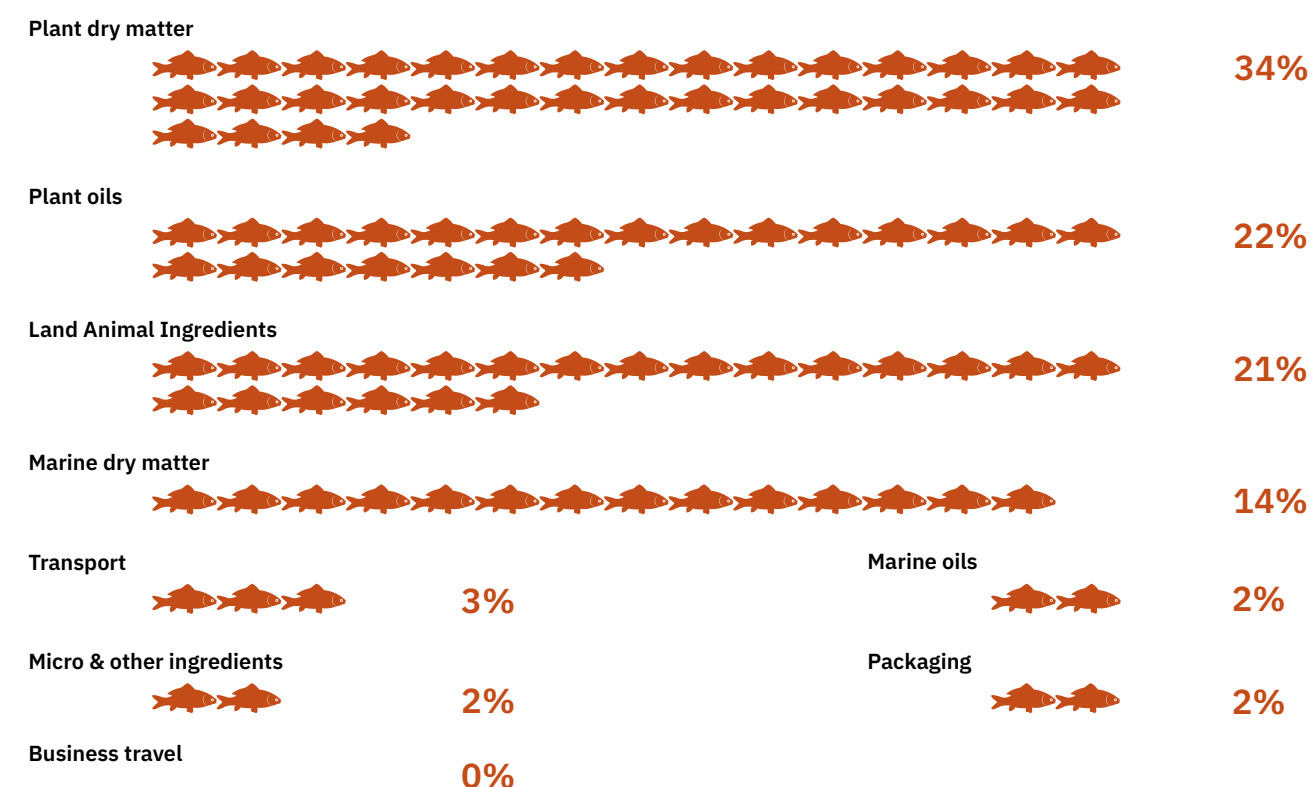 Plant dry matter
34%
Plant oils
22%
Land Animal Ingredients
21%
Marine dry matter
14%
Transport
3%
Marine oils
2%
Micro & other ingredients
2%
Packaging
2%
Business travel
0%